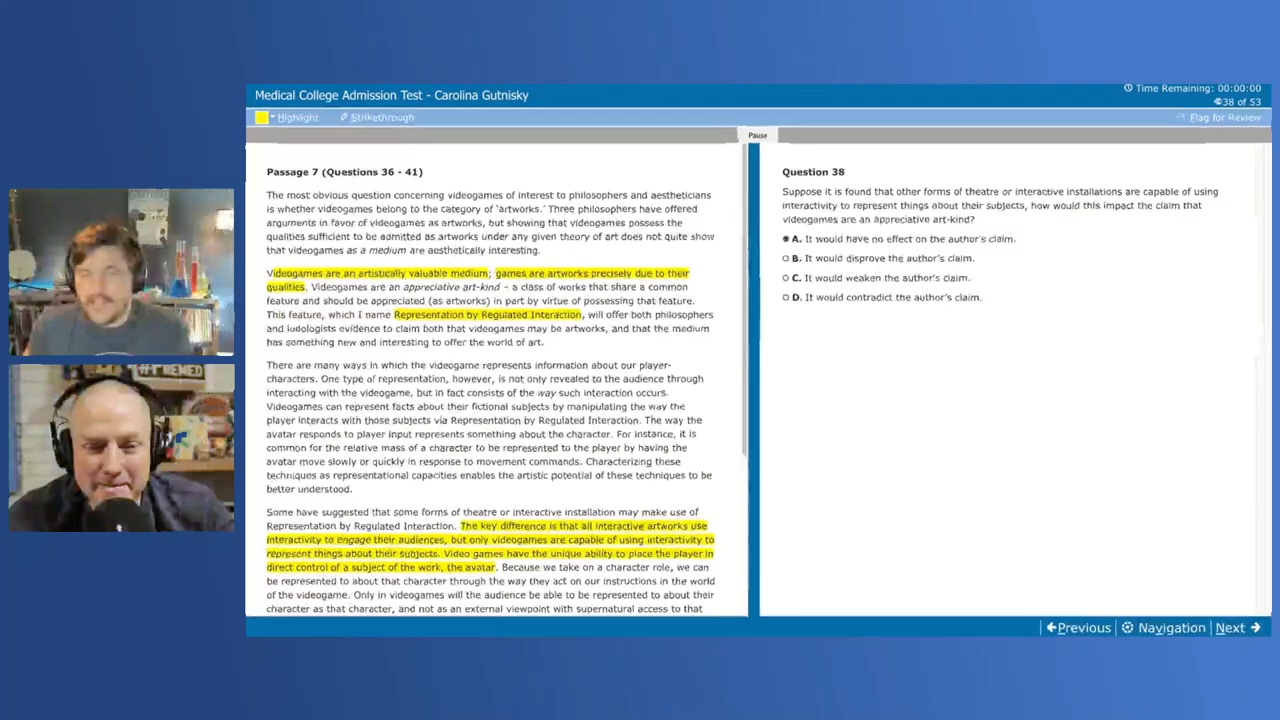 Medical College Admission Test - Carolina Gutnisky
Time Remaining: 00:00:00
38 of 53
Highlight
Strikethrough
Flag for Review
Pause
Passage 7 (Questions 36 - 41)
The most obvious question concerning videogames of interest to philosophers and aestheticians
is whether videogames belong to the category of 'artworks.' Three philosophers have offered
arguments in favor of videogames as artworks, but showing that videogames possess the
qualities sufficient to be admitted as artworks under any given theory of art does not quite show
that videogames as a medium are aesthetically interesting.
Videogames are an artistically valuable medium; games are artworks precisely due to their
qualities. Videogames are an appreciative art-kind – a class of works that share a common
feature and should be appreciated (as artworks) in part by virtue of possessing that feature.
This feature, which I name Representation by Regulated Interaction, will offer both philosophers
and ludologists evidence to claim both that videogames may be artworks, and that the medium
has something new and interesting to offer the world of art.
There are many ways in which the videogame represents information about our player-
characters. One type of representation, however, is not only revealed to the audience through
interacting with the videogame, but in fact consists of the way such interaction occurs.
Videogames can represent facts about their fictional subjects by manipulating the way the
player interacts with those subjects via Representation by Regulated Interaction. The way the
avatar responds to player input represents something about the character. For instance, it is
common for the relative mass of a character to be represented to the player by having the
avatar move slowly or quickly in response to movement commands. Characterizing these
techniques as representational capacities enables the artistic potential of these techniques to be
better understood.
Some have suggested that some forms of theatre or interactive installation may make use of
Representation by Regulated Interaction. The key difference is that all interactive artworks use
interactivity to engage their audiences, but only videogames are capable of using interactivity to
represent things about their subjects. Video games have the unique ability to place the player in
direct control of a subject of the work, the avatar. Because we take on a character role, we can
be represented to about that character through the way they act on our instructions in the world
of the videogame. Only in videogames will the audience be able to be represented to about their
character as that character, and not as an external viewpoint with supernatural access to that
Question 38
Suppose it is found that other forms of theatre or interactive installations are capable of using
interactivity to represent things about their subjects, how would this impact the claim that
videogames are an appreciative art-kind?
A. It would have no effect on the author's claim.
B. It would disprove the author's claim.
C. It would weaken the author's claim.
D. It would contradict the author's claim.
Previous
Navigation
Next